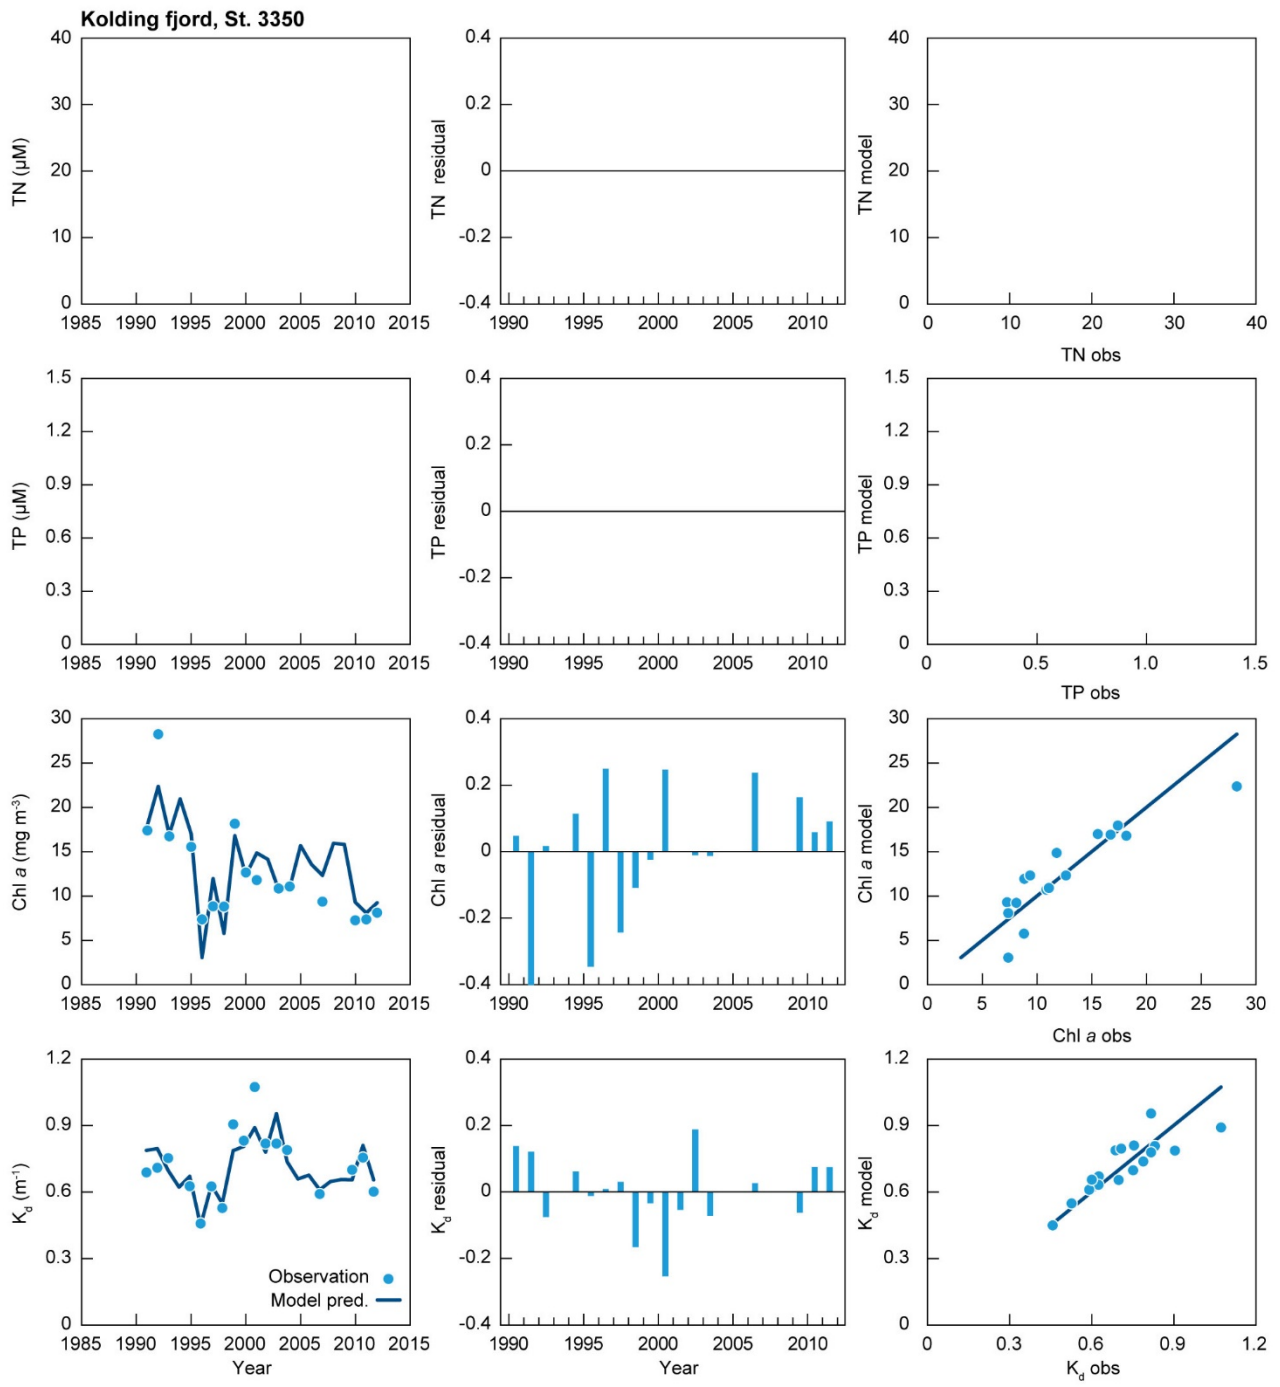 Kolding fjord, St. 3350
40
30
20
10
0
TN (µM)
1985 1990 1995 2000 2005 2010 2015
0.4
0.2
0
-0.2
-0.4
TN residual
1990 1995 2000 2005 2010
40
30
20
10
0
TN model
0 10 20 30 40
TN obs
1.5
1.2
0.9
0.6
0.3
0
TP (µM)
1985 1990 1995 2000 2005 2010 2015
0.4
0.2
0
-0.2
-0.4
TP residual
1990 1995 2000 2005 2010
1.5
1.2
0.9
0.6
0.3
0
TP model
0 0.5 1.0 1.5
TP obs
30
25
20
15
10
5
0
Chl a (mg m⁻³)
1985 1990 1995 2000 2005 2010 2015
0.4
0.2
0
-0.2
-0.4
Chl a residual
1990 1995 2000 2005 2010
30
25
20
15
10
5
0
Chl a model
0 5 10 15 20 25 30
Chl a obs
1.2
0.9
0.6
0.3
0
K_d (m⁻¹)
Observation
Model pred.
1985 1990 1995 2000 2005 2010 2015
Year
0.4
0.2
0
-0.2
-0.4
K_d residual
1990 1995 2000 2005 2010
Year
1.2
0.9
0.6
0.3
0
K_d model
0 0.3 0.6 0.9 1.2
K_d obs